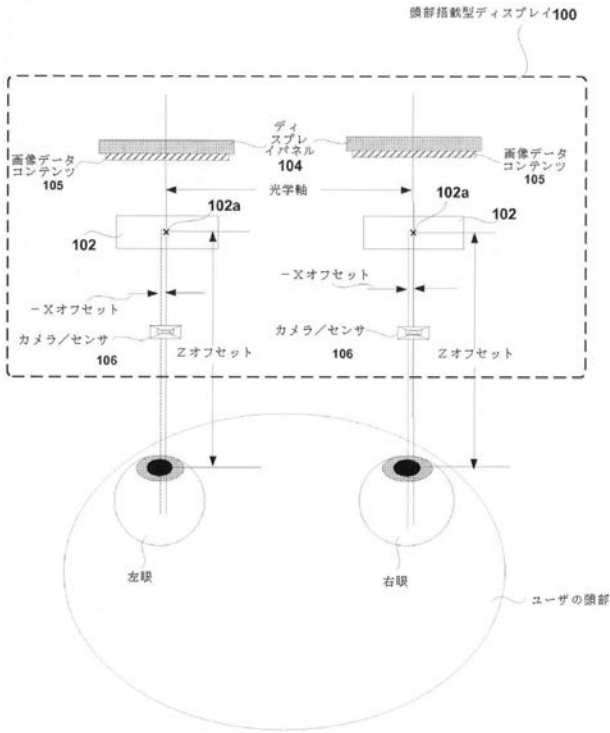 頭部搭載型ディスプレイ100
ディ
スプレ
イパネル
104
画像データ
コンテンツ
105
画像データ
コンテンツ
105
光学軸
102a
102a
102
102
－Xオフセット
－Xオフセット
カメラ／センサ
106
Zオフセット
カメラ／センサ
106
Zオフセット
左眼
右眼
ユーザの頭部